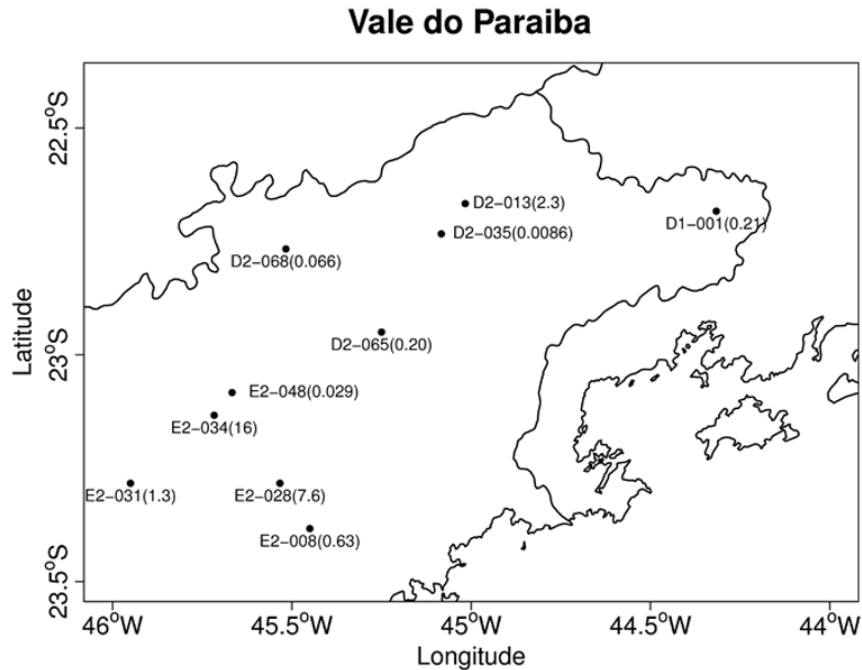 Vale do Paraiba
22.5°S
D2−013(2.3)
D1−001(0.21)
D2−035(0.0086)
D2−068(0.066)
Latitude
D2−065(0.20)
23°S
E2−048(0.029)
E2−034(16)
E2−031(1.3)
E2−028(7.6)
E2−008(0.63)
23.5°S
46°W
45.5°W
45°W
44.5°W
44°W
Longitude